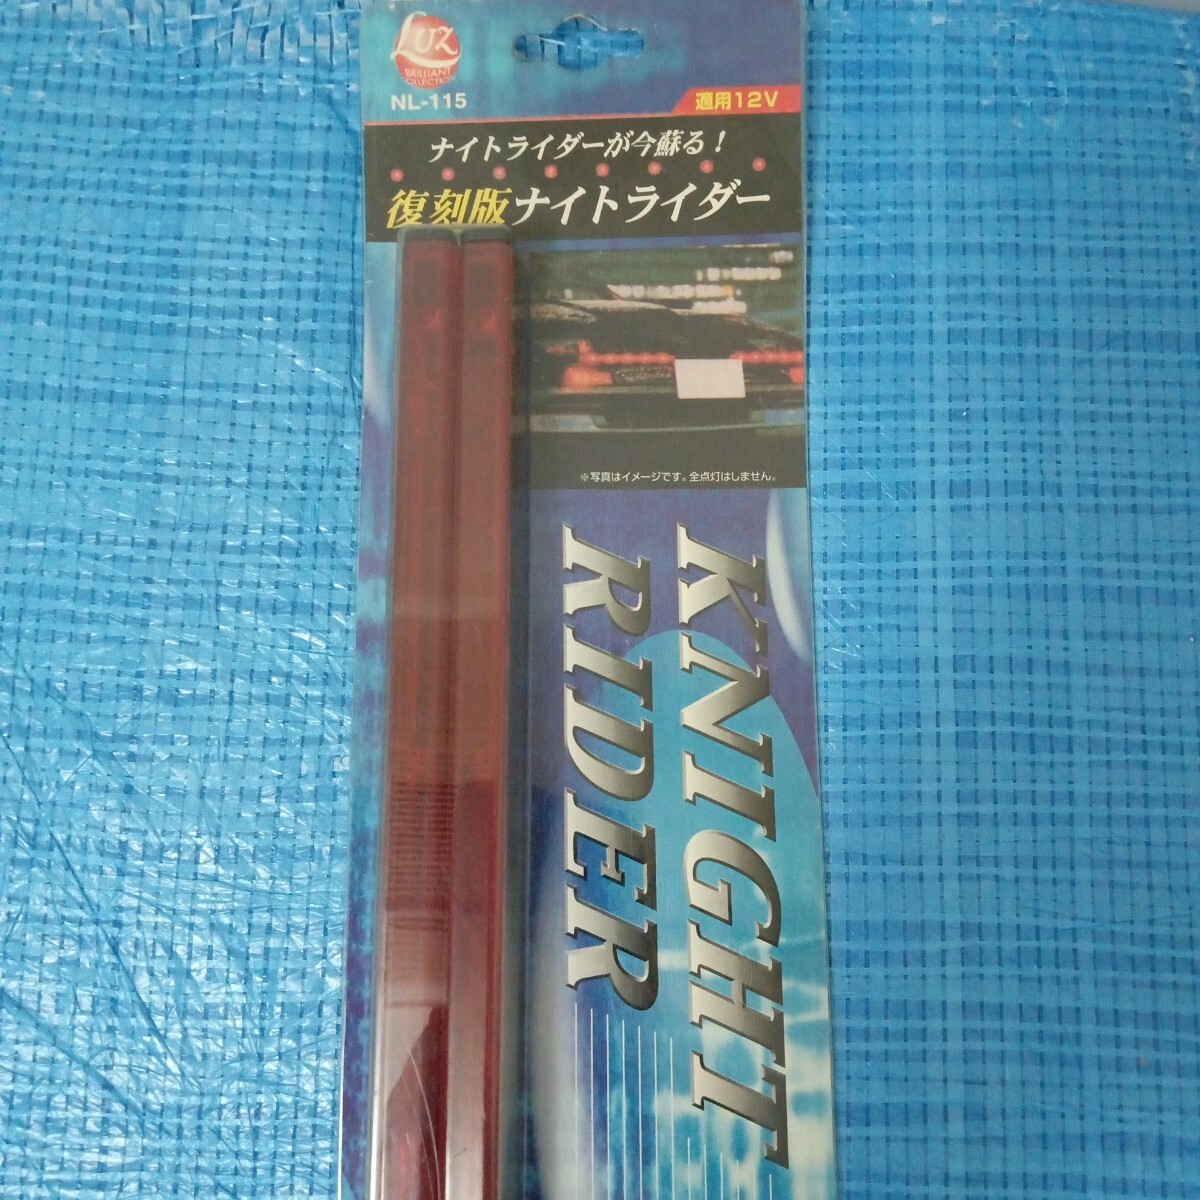 Luz
BRILLIANT
COLLECTION
NL-115
適用12V
ナイトライダーが今蘇る！
復刻版ナイトライダー
※写真はイメージです。全点灯はしません。
KNIGHT
RIDER